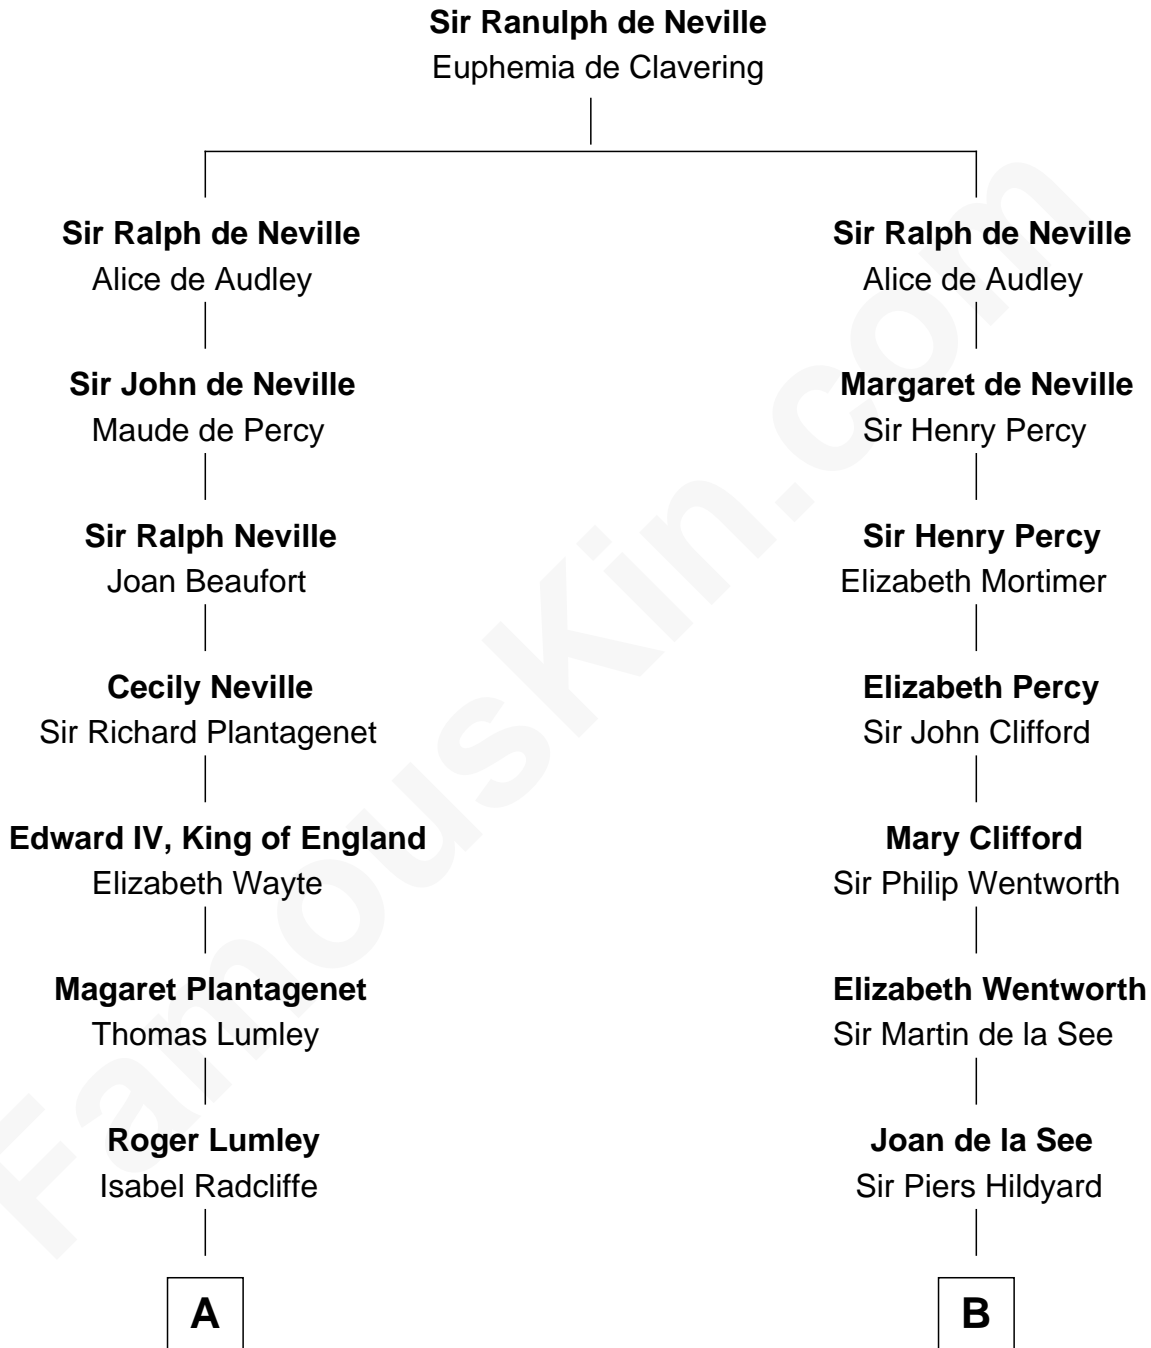 Sir Ranulph de Neville
Euphemia de Clavering
Sir Ralph de Neville
Alice de Audley
Sir John de Neville
Maude de Percy
Sir Ralph Neville
Joan Beaufort
Cecily Neville
Sir Richard Plantagenet
Edward IV, King of England
Elizabeth Wayte
Magaret Plantagenet
Thomas Lumley
Roger Lumley
Isabel Radcliffe
A
Sir Ralph de Neville
Alice de Audley
Margaret de Neville
Sir Henry Percy
Sir Henry Percy
Elizabeth Mortimer
Elizabeth Percy
Sir John Clifford
Mary Clifford
Sir Philip Wentworth
Elizabeth Wentworth
Sir Martin de la See
Joan de la See
Sir Piers Hildyard
B
FamousKin.com